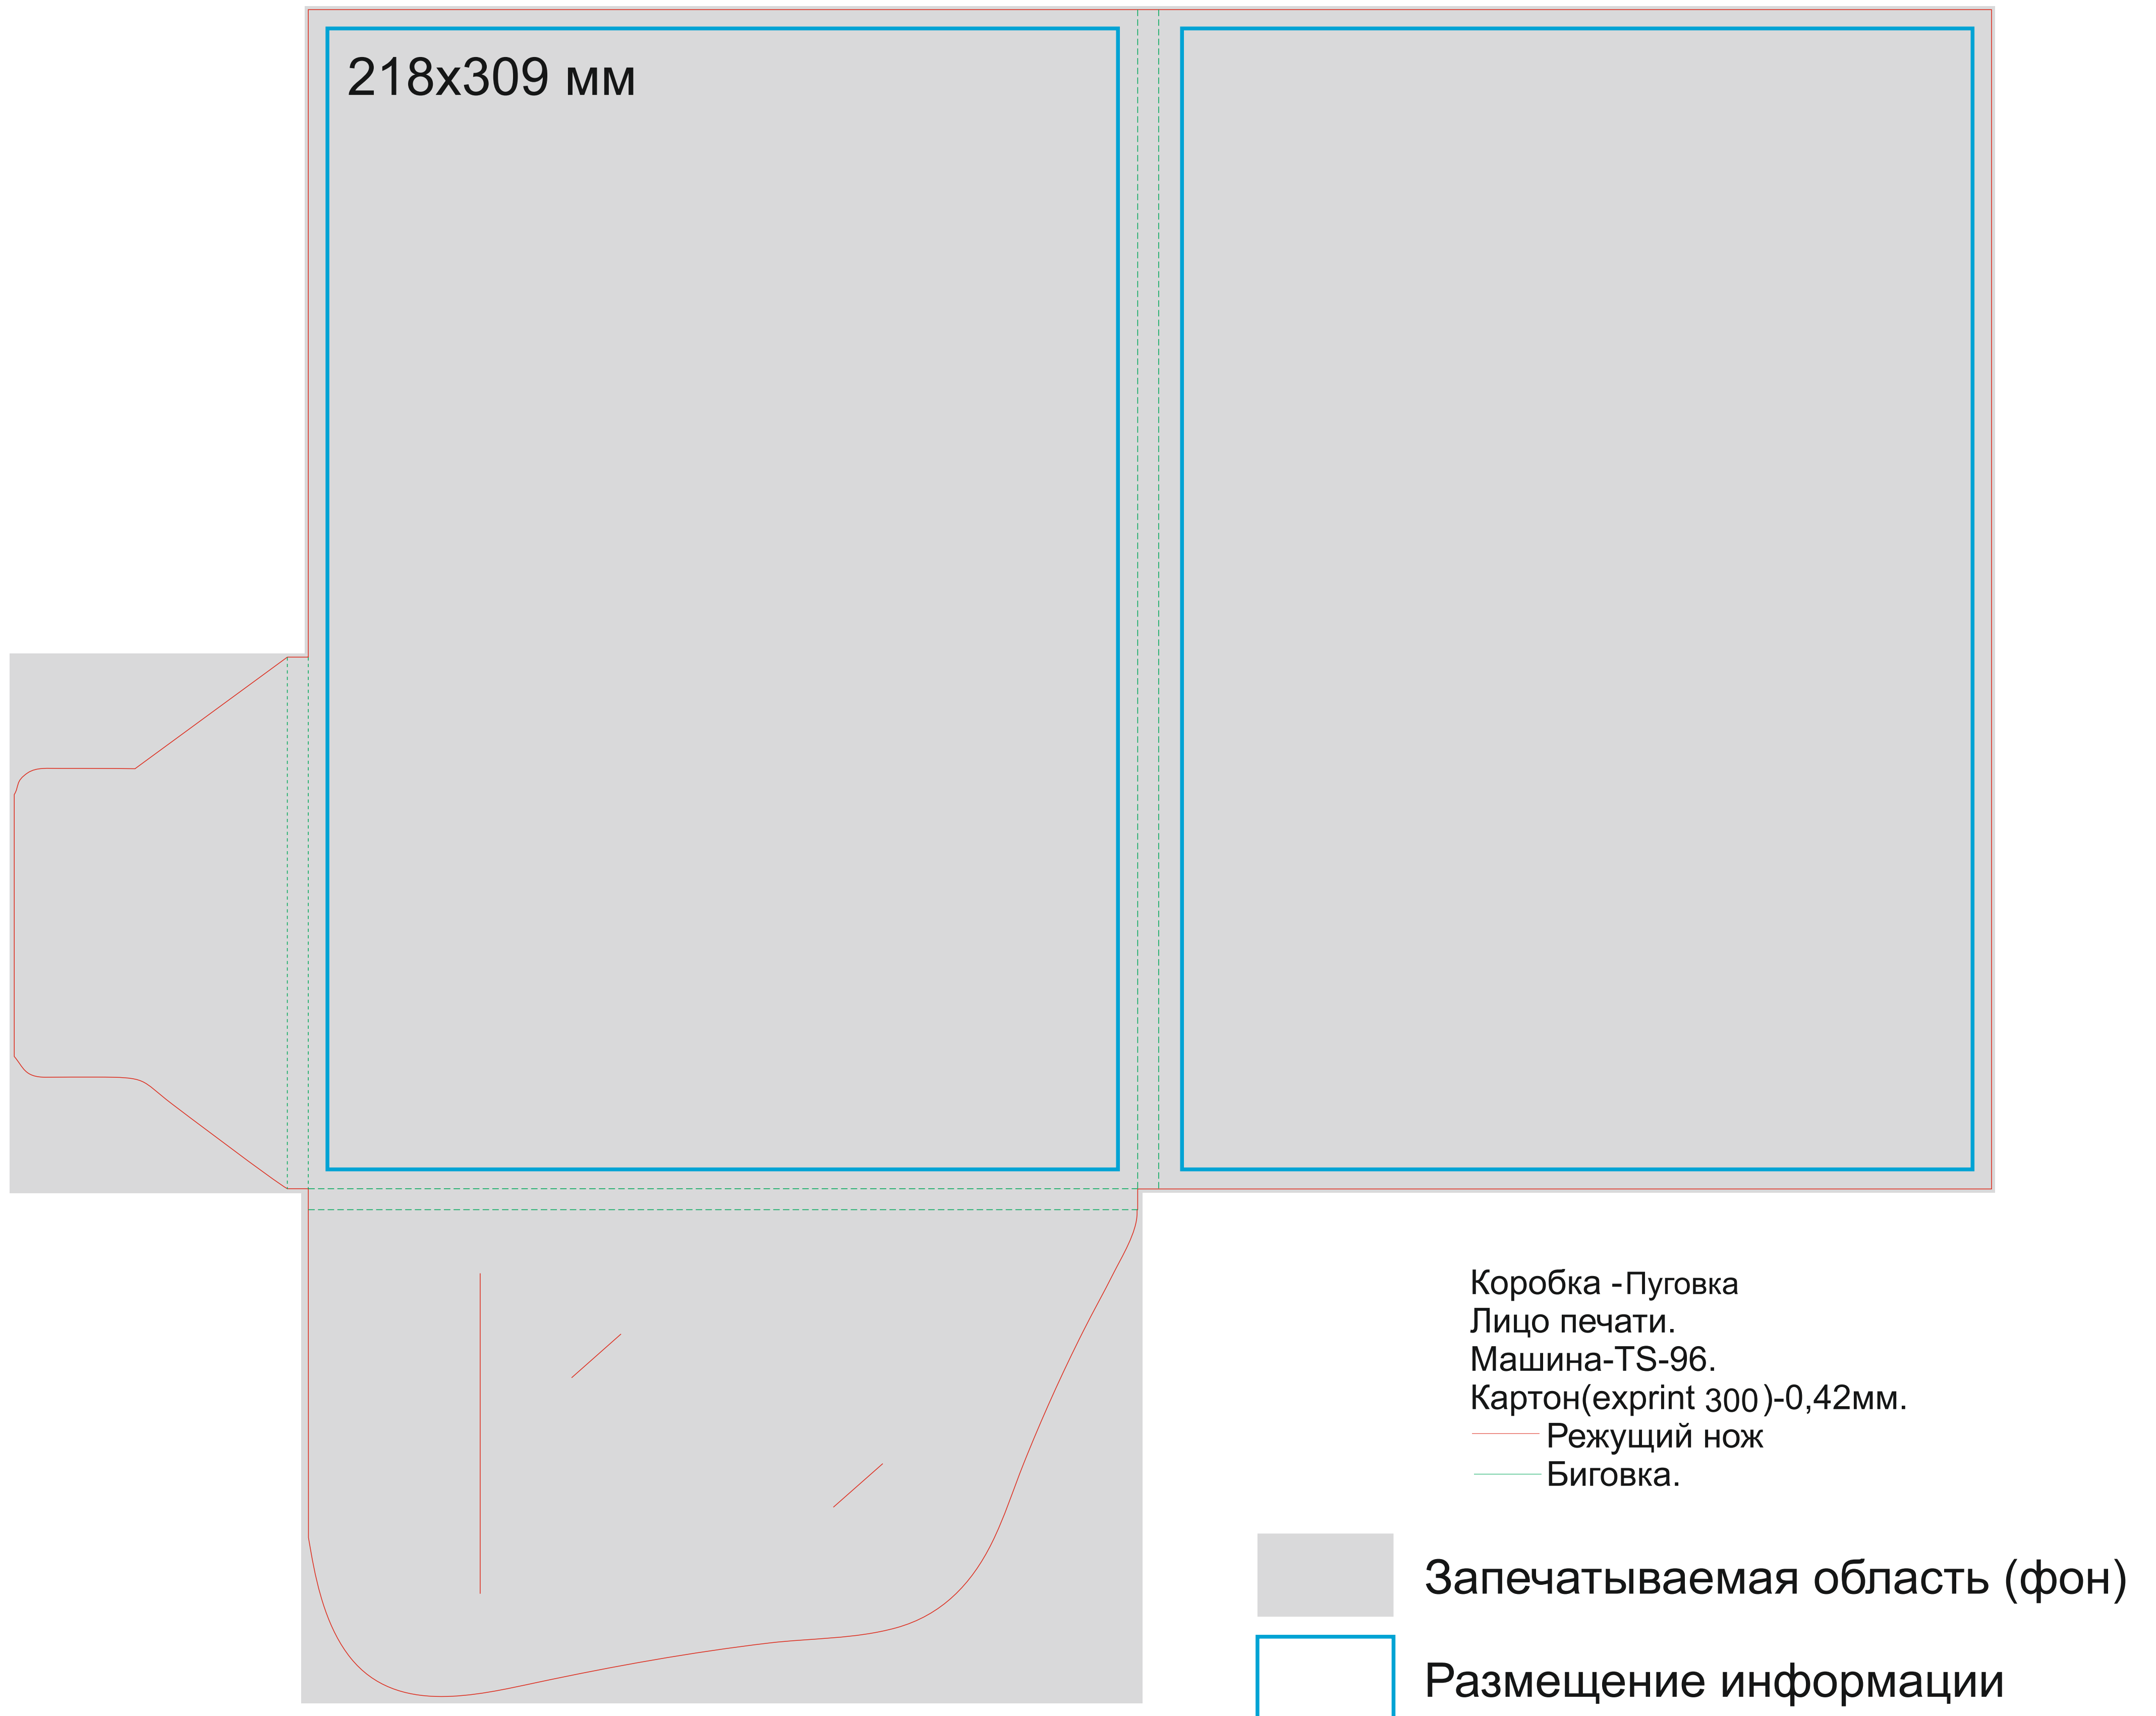 218х309 мм
Коробка -Пуговка
Лицо печати.
Машина-TS-96.
Картон(exprint 300)-0,42мм.
Режущий нож
Биговка.
Запечатываемая область (фон)
Размещение информации